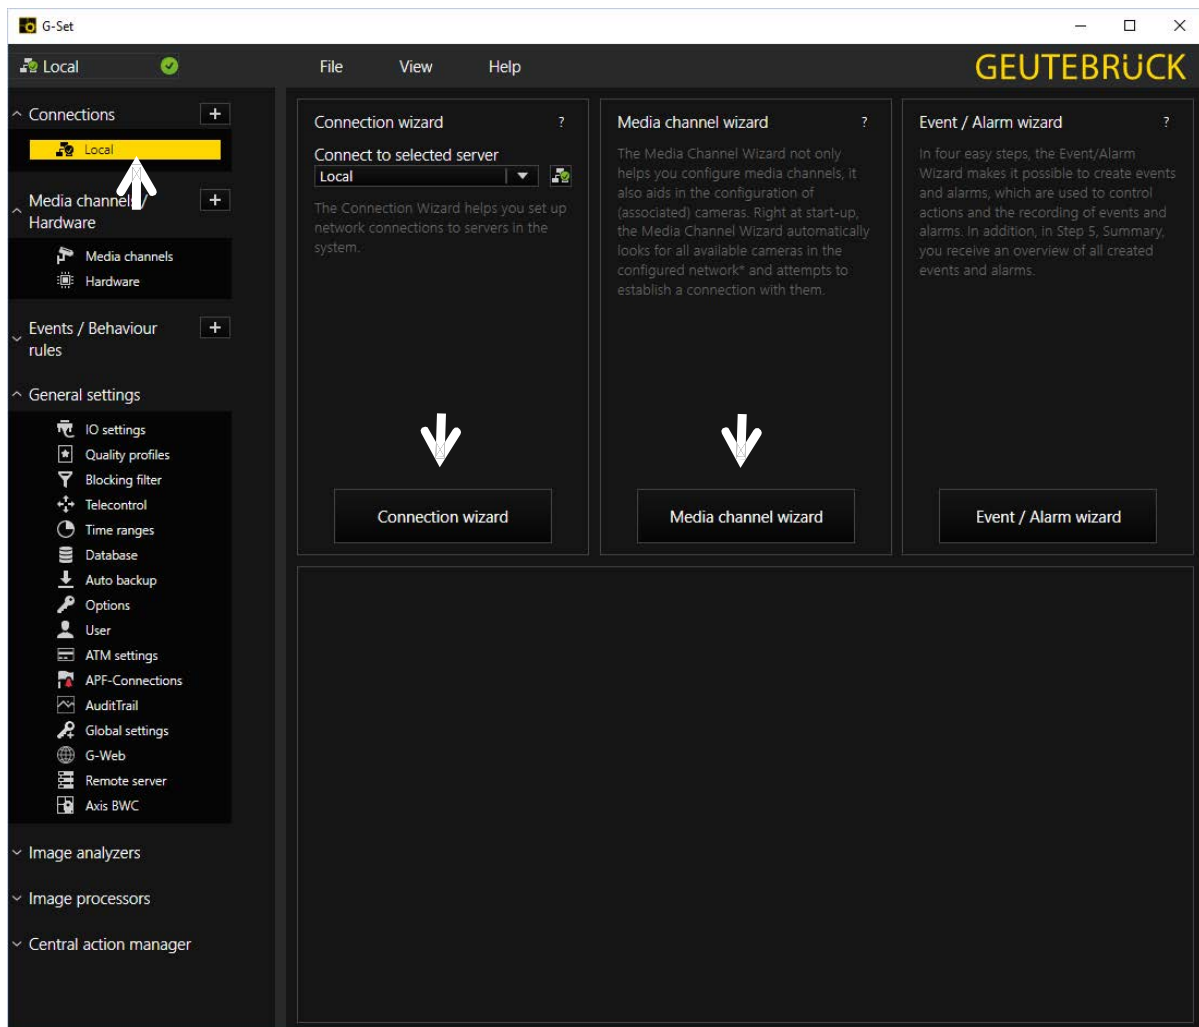 G-Set
Local
File View Help
GEUTEBRÜCK
Connections +
Local
Media channels /
Hardware +
Media channels
Hardware
Events / Behaviour
rules +
General settings
IO settings
Quality profiles
Blocking filter
Telecontrol
Time ranges
Database
Auto backup
Options
User
ATM settings
APF-Connections
AuditTrail
Global settings
G-Web
Remote server
Axis BWC
Image analyzers
Image processors
Central action manager
Connection wizard ?
Connect to selected server
Local
The Connection Wizard helps you set up
network connections to servers in the
system.
Connection wizard
Media channel wizard ?
The Media Channel Wizard not only
helps you configure media channels, it
also aids in the configuration of
(associated) cameras. Right at start-up,
the Media Channel Wizard automatically
looks for all available cameras in the
configured network* and attempts to
establish a connection with them.
Media channel wizard
Event / Alarm wizard ?
In four easy steps, the Event/Alarm
Wizard makes it possible to create events
and alarms, which are used to control
actions and the recording of events and
alarms. In addition, in Step 5, Summary,
you receive an overview of all created
events and alarms.
Event / Alarm wizard